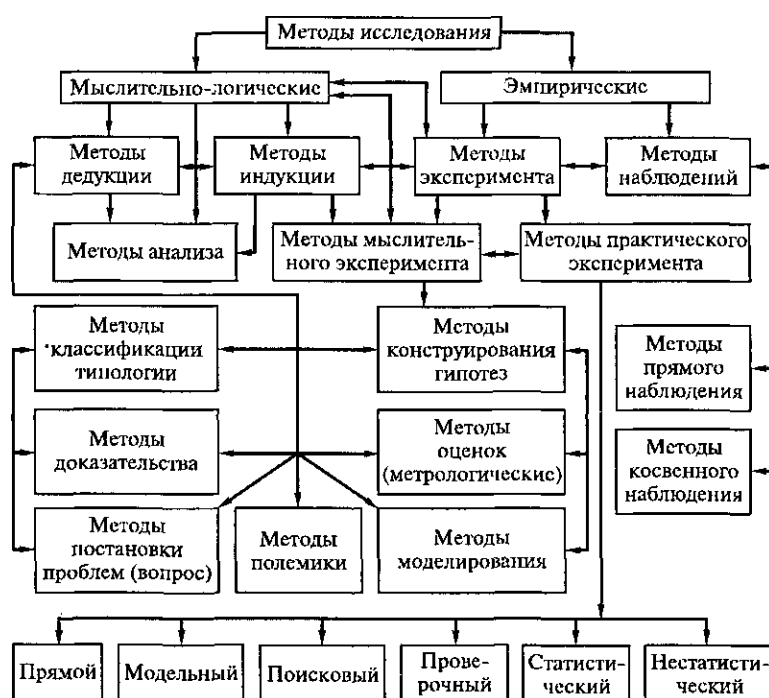 Методы исследования
Мыслительно-логические
Эмпирические
Методы
дедукции
Методы
индукции
Методы
эксперимента
Методы
наблюдений
Методы анализа
Методы мыслитель-
ного эксперимента
Методы практического
эксперимента
Методы
классификации
типологии
Методы
конструирования
гипотез
Методы
прямого
наблюдения
Методы
доказательства
Методы
оценок
(метрологические)
Методы
косвенного
наблюдения
Методы
постановки
проблем (вопрос)
Методы
полемики
Методы
моделирования
Прямой
Модельный
Поисковый
Прове-
рочный
Статисти-
ческий
Нестатисти-
ческий